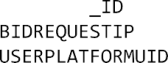 _ID
BIDREQUESTIP
USERPLATFORMUID